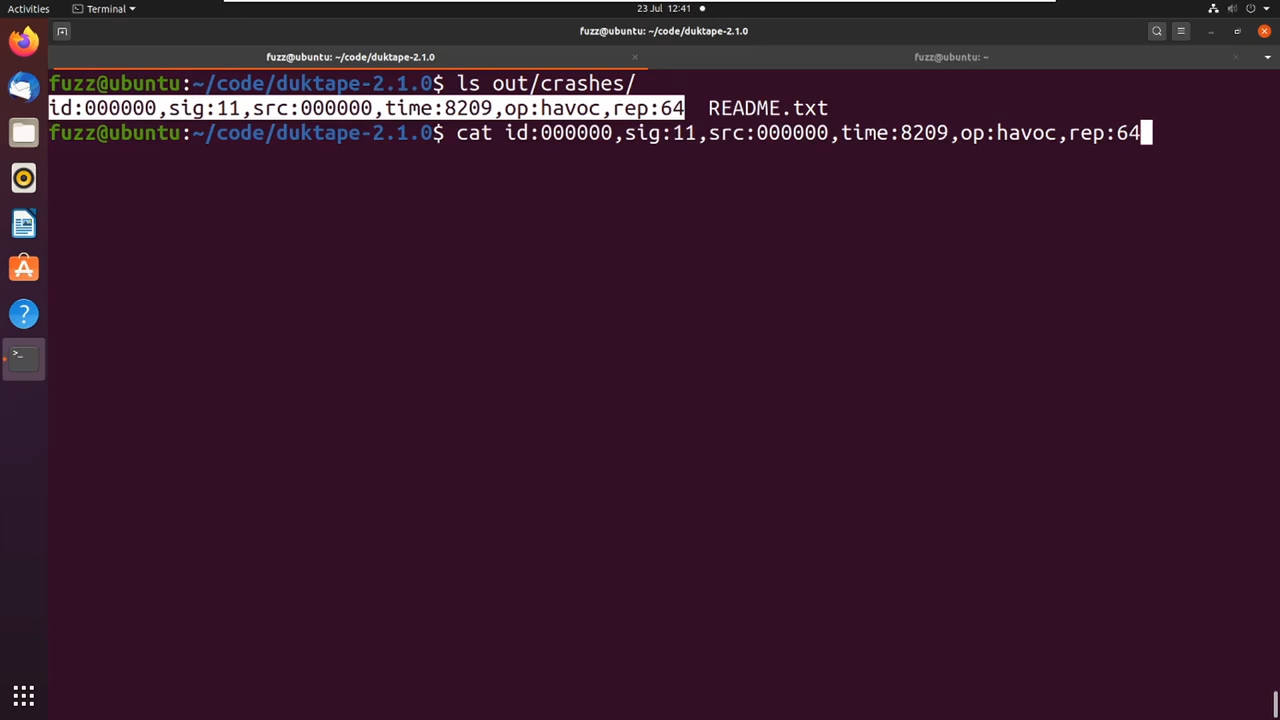 Activities
Terminal
23 Jul 12:41
fuzz@ubuntu: ~/code/duktape-2.1.0
fuzz@ubuntu: ~/code/duktape-2.1.0
fuzz@ubuntu: ~
fuzz@ubuntu:~/code/duktape-2.1.0$ ls out/crashes/
id:000000,sig:11,src:000000,time:8209,op:havoc,rep:64 README.txt
fuzz@ubuntu:~/code/duktape-2.1.0$ cat id:000000,sig:11,src:000000,time:8209,op:havoc,rep:64